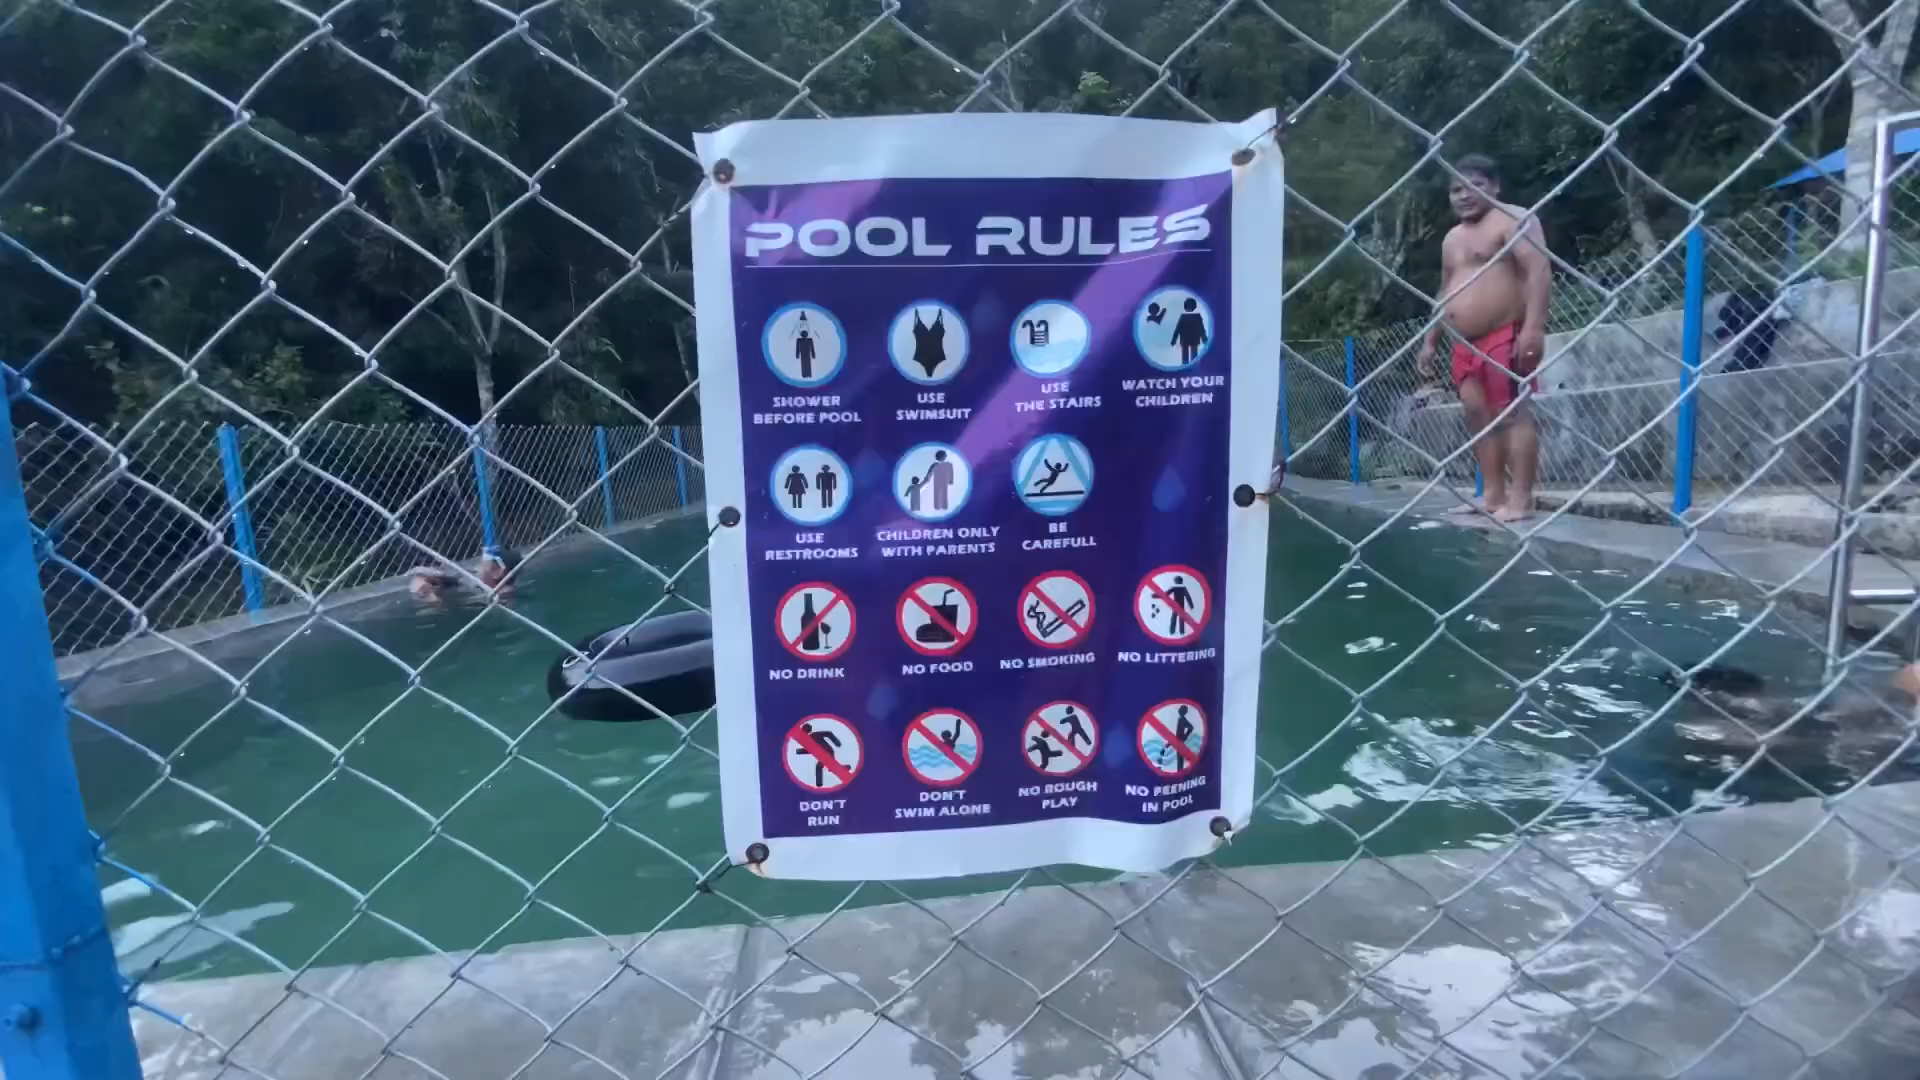 POOL RULES
SHOWER
BEFORE POOL
USE
SWIMSUIT
USE
THE STAIRS
WATCH YOUR
CHILDREN
USE
RESTROOMS
CHILDREN ONLY
WITH PARENTS
BE
CAREFULL
NO DRINK
NO FOOD
NO SMOKING
NO LITTERING
DON'T
RUN
DON'T
SWIM ALONE
NO ROUGH
PLAY
NO PEENING
IN POOL